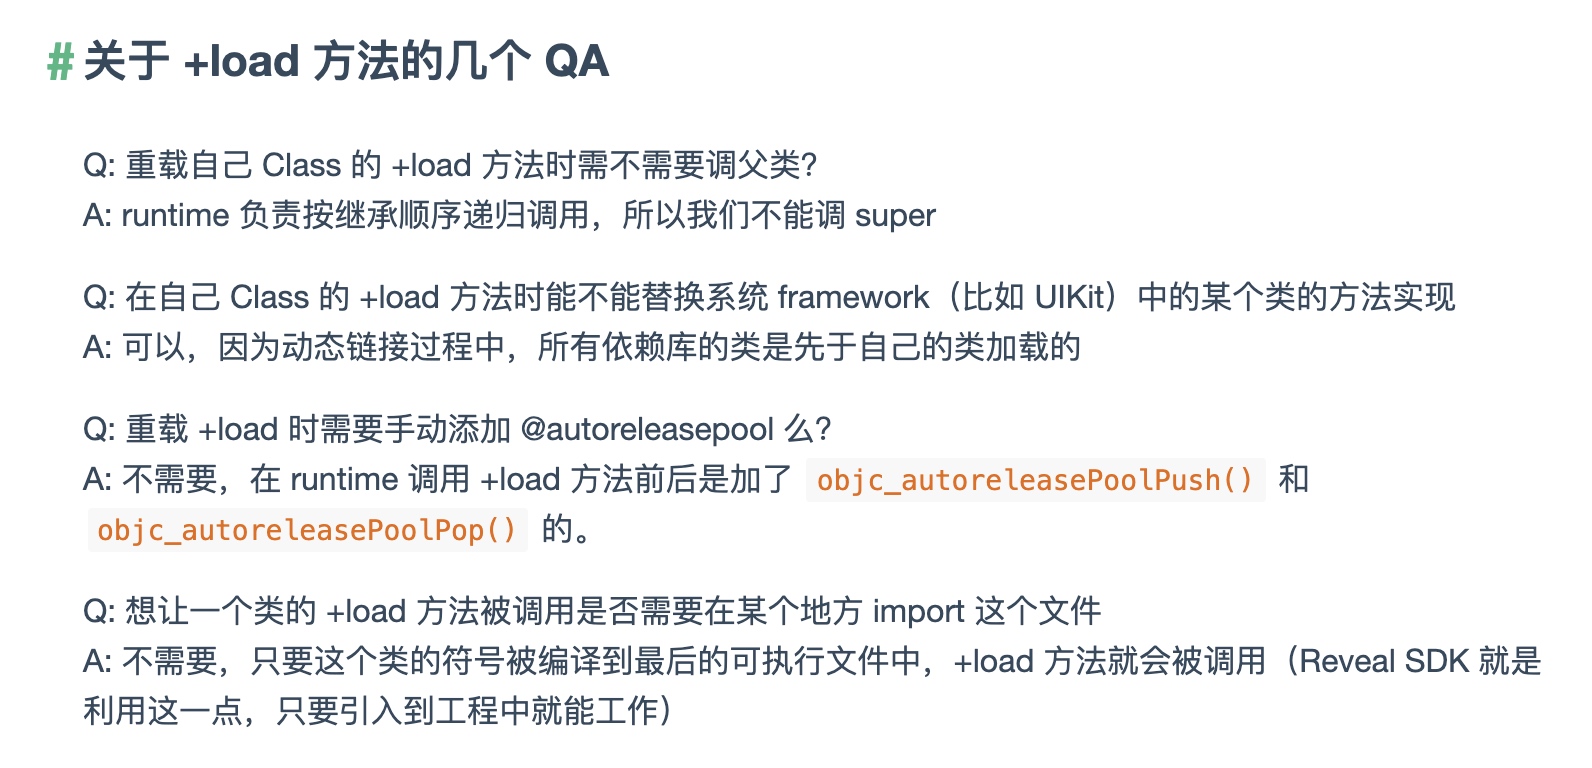 # 关于 +load 方法的几个 QA
Q: 重载自己 Class 的 +load 方法时需不需要调父类?
A: runtime 负责按继承顺序递归调用，所以我们不能调 super
Q: 在自己 Class 的 +load 方法时能不能替换系统 framework（比如 UIKit）中的某个类的方法实现
A: 可以，因为动态链接过程中，所有依赖库的类是先于自己的类加载的
Q: 重载 +load 时需要手动添加 @autoreleasepool 么?
A: 不需要，在 runtime 调用 +load 方法前后是加了 objc_autoreleasePoolPush() 和
objc_autoreleasePoolPop() 的。
Q: 想让一个类的 +load 方法被调用是否需要在某个地方 import 这个文件
A: 不需要，只要这个类的符号被编译到最后的可执行文件中，+load 方法就会被调用（Reveal SDK 就是
利用这一点，只要引入到工程中就能工作）